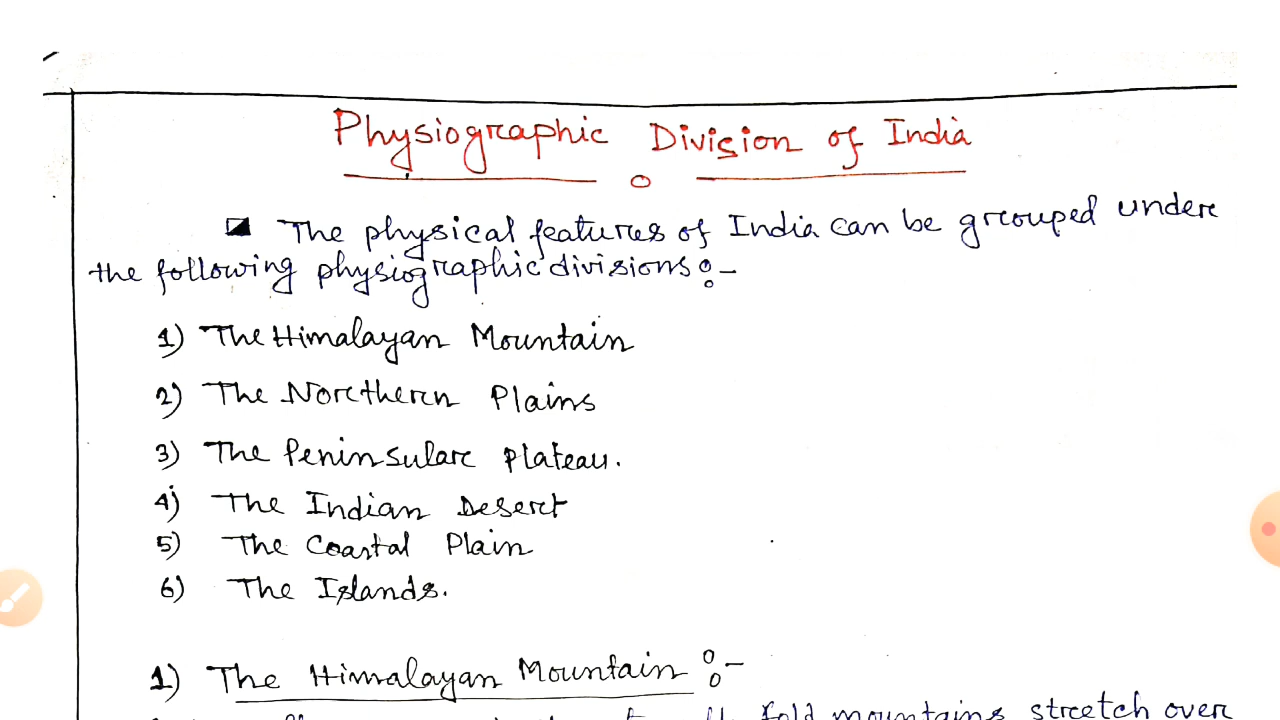 Physiographic Division of India
The physical features of India can be grouped under
the following physiographic divisions :-
1) The Himalayan Mountain
2) The Northern Plains
3) The Peninsular Plateau.
4) The Indian Desert
5) The Coastal Plain
6) The Islands.
1) The Himalayan Mountain :-
fold mountains stretch over